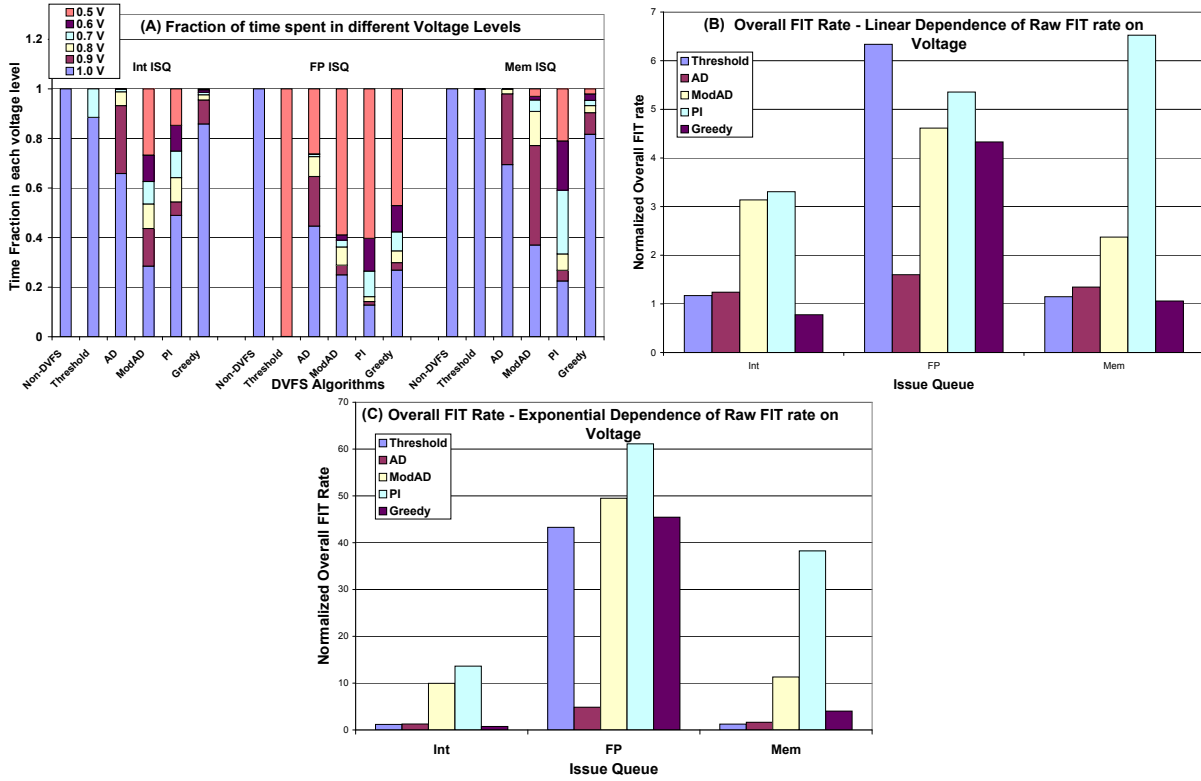 (A) Fraction of time spent in different Voltage Levels
0.5 V
0.6 V
0.7 V
0.8 V
0.9 V
1.0 V
Int ISQ
FP ISQ
Mem ISQ
Time Fraction in each voltage level
1.2
1
0.8
0.6
0.4
0.2
0
Non-DVFS
Threshold
AD
ModAD
PI
Greedy
Non-DVFS
Threshold
AD
ModAD
PI
Greedy
Non-DVFS
Threshold
AD
ModAD
PI
Greedy
DVFS Algorithms
(B) Overall FIT Rate - Linear Dependence of Raw FIT rate on
Voltage
Threshold
AD
ModAD
PI
Greedy
Normalized Overall FIT rate
7
6
5
4
3
2
1
0
Int
FP
Mem
Issue Queue
(C) Overall FIT Rate - Exponential Dependence of Raw FIT rate on
Voltage
Threshold
AD
ModAD
PI
Greedy
Normalized Overall FIT Rate
70
60
50
40
30
20
10
0
Int
FP
Mem
Issue Queue